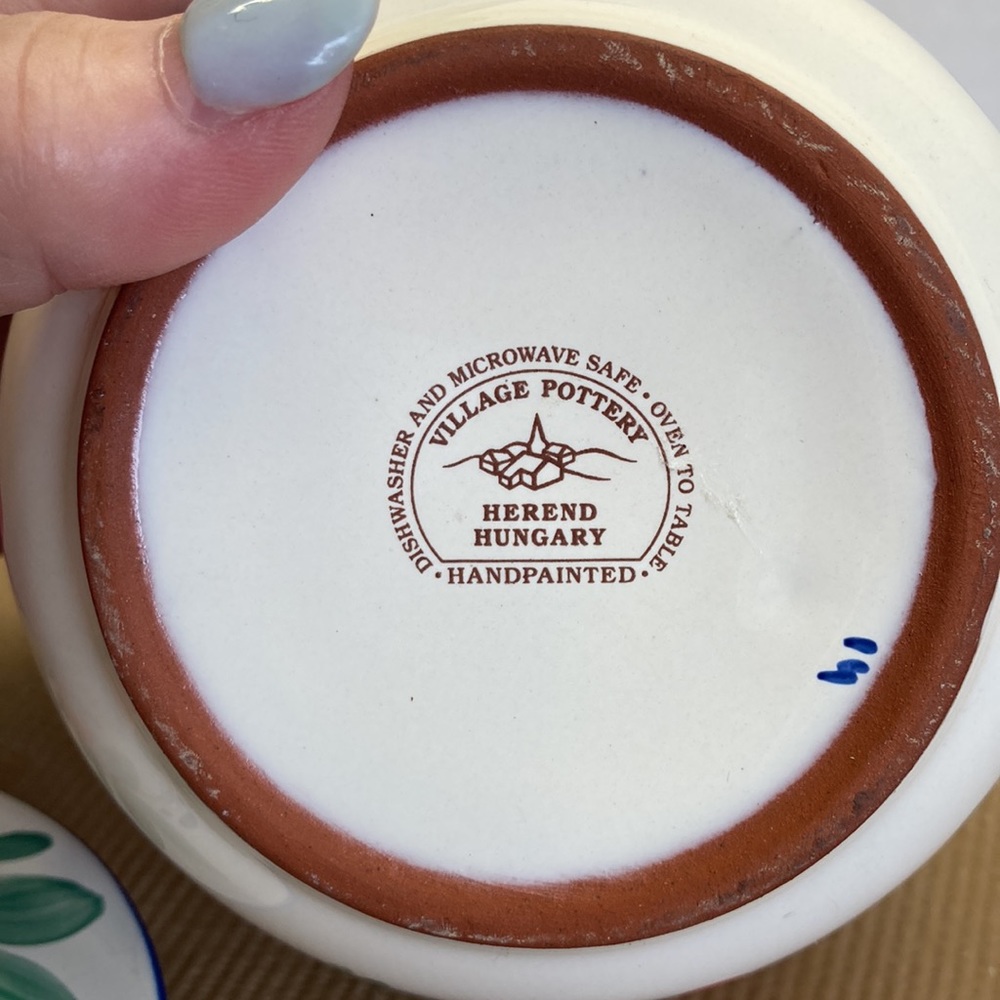 DISHWASHER AND MICROWAVE SAFE • OVEN TO TABLE
VILLAGE POTTERY
HEREND
HUNGARY
• HANDPAINTED •